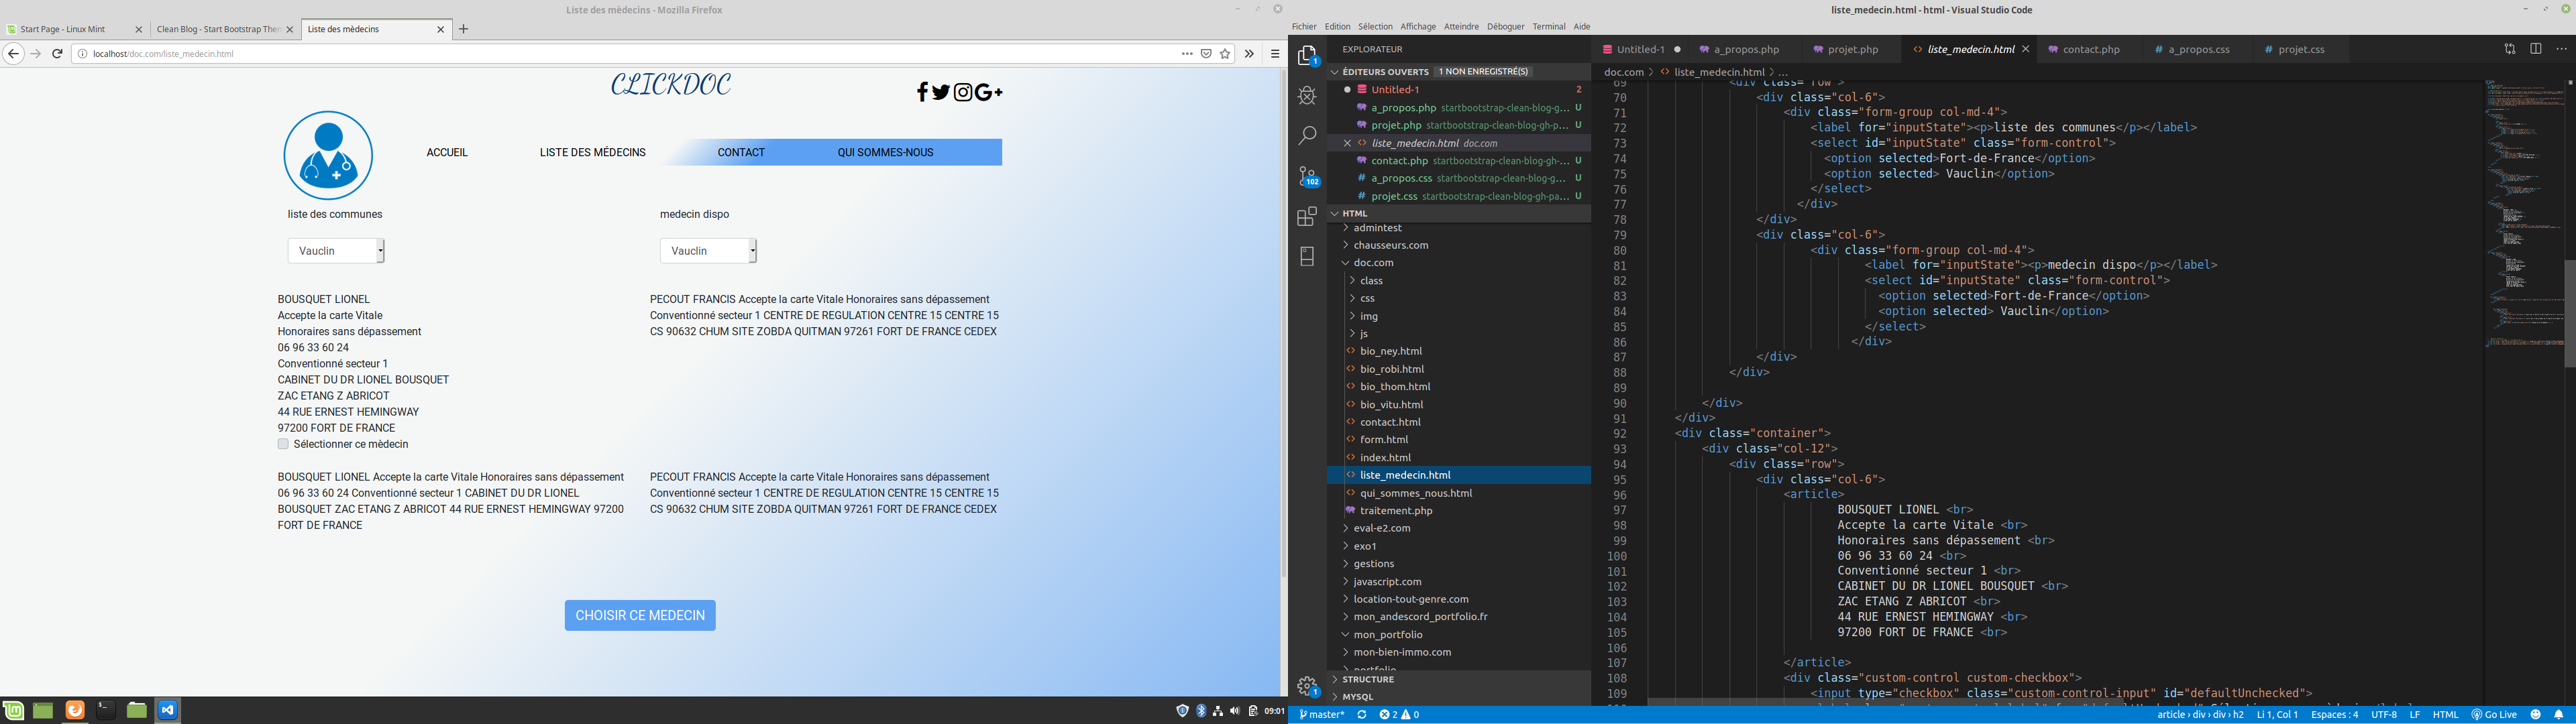 Liste des mèdecins - Mozilla Firefox
Start Page - Linux Mint
Clean Blog - Start Bootstrap Them
Liste des mèdecins
localhost/doc.com/liste_medecin.html
CLICKDOC
ACCUEIL
LISTE DES MÉDECINS
CONTACT
QUI SOMMES-NOUS
liste des communes
medecin dispo
Vauclin
Vauclin
BOUSQUET LIONEL
Accepte la carte Vitale
Honoraires sans dépassement
06 96 33 60 24
Conventionné secteur 1
CABINET DU DR LIONEL BOUSQUET
ZAC ETANG Z ABRICOT
44 RUE ERNEST HEMINGWAY
97200 FORT DE FRANCE
Sélectionner ce mèdecin
PECOUT FRANCIS Accepte la carte Vitale Honoraires sans dépassement
Conventionné secteur 1 CENTRE DE REGULATION CENTRE 15 CENTRE 15
CS 90632 CHUM SITE ZOBDA QUITMAN 97261 FORT DE FRANCE CEDEX
BOUSQUET LIONEL Accepte la carte Vitale Honoraires sans dépassement
06 96 33 60 24 Conventionné secteur 1 CABINET DU DR LIONEL
BOUSQUET ZAC ETANG Z ABRICOT 44 RUE ERNEST HEMINGWAY 97200
FORT DE FRANCE
PECOUT FRANCIS Accepte la carte Vitale Honoraires sans dépassement
Conventionné secteur 1 CENTRE DE REGULATION CENTRE 15 CENTRE 15
CS 90632 CHUM SITE ZOBDA QUITMAN 97261 FORT DE FRANCE CEDEX
CHOISIR CE MEDECIN
09:01
liste_medecin.html - html - Visual Studio Code
Fichier Edition Sélection Affichage Atteindre Déboguer Terminal Aide
EXPLORATEUR
ÉDITEURS OUVERTS 1 NON ENREGISTRÉ(S)
Untitled-1 2
a_propos.php startbootstrap-clean-blog-g... U
projet.php startbootstrap-clean-blog-gh-p... U
liste_medecin.html doc.com
contact.php startbootstrap-clean-blog-gh-... U
a_propos.css startbootstrap-clean-blog-g... U
projet.css startbootstrap-clean-blog-gh-pa... U
HTML
admintest
chausseurs.com
doc.com
class
css
img
js
bio_ney.html
bio_robi.html
bio_thom.html
bio_vitu.html
contact.html
form.html
index.html
liste_medecin.html
qui_sommes_nous.html
traitement.php
eval-e2.com
exo1
gestions
javascript.com
location-tout-genre.com
mon_andescord_portfolio.fr
mon_portfolio
mon-bien-immo.com
portfolio
STRUCTURE
MYSQL
1
102
1
Untitled-1
a_propos.php
projet.php
liste_medecin.html
contact.php
a_propos.css
projet.css
doc.com > liste_medecin.html > ...
69 <div class="row">
70 <div class="col-6">
71 <div class="form-group col-md-4">
72 <label for="inputState"><p>liste des communes</p></label>
73 <select id="inputState" class="form-control">
74 <option selected>Fort-de-France</option>
75 <option selected> Vauclin</option>
76 </select>
77 </div>
78 </div>
79 <div class="col-6">
80 <div class="form-group col-md-4">
81 <label for="inputState"><p>medecin dispo</p></label>
82 <select id="inputState" class="form-control">
83 <option selected>Fort-de-France</option>
84 <option selected> Vauclin</option>
85 </select>
86 </div>
87 </div>
88 </div>
89
90 </div>
91 </div>
92 <div class="container">
93 <div class="col-12">
94 <div class="row">
95 <div class="col-6">
96 <article>
97 BOUSQUET LIONEL <br>
98 Accepte la carte Vitale <br>
99 Honoraires sans dépassement <br>
100 06 96 33 60 24 <br>
101 Conventionné secteur 1 <br>
102 CABINET DU DR LIONEL BOUSQUET <br>
103 ZAC ETANG Z ABRICOT <br>
104 44 RUE ERNEST HEMINGWAY <br>
105 97200 FORT DE FRANCE <br>
106
107 </article>
108 <div class="custom-control custom-checkbox">
109 <input type="checkbox" class="custom-control-input" id="defaultUnchecked">
master* 2 0
article › div › div › h2 Li 1, Col 1 Espaces : 4 UTF-8 LF HTML Go Live